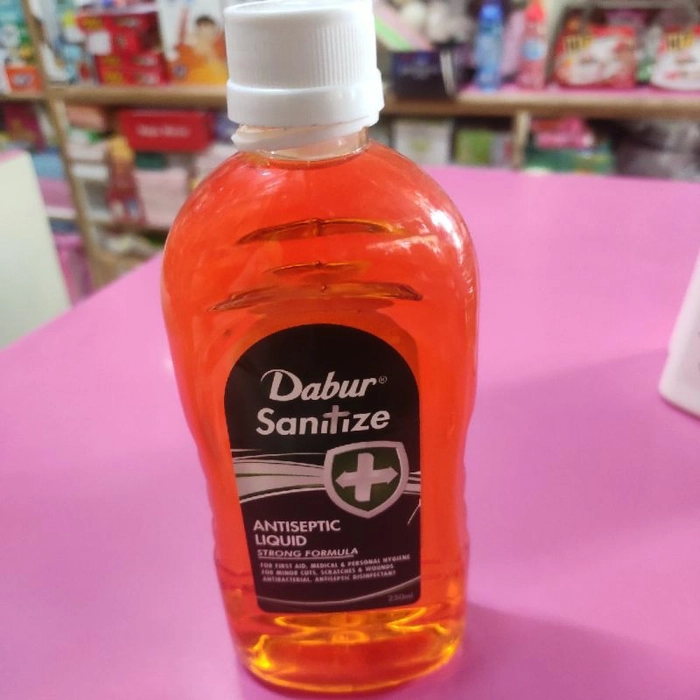 Dabur®
Sanitize
ANTISEPTIC
LIQUID
STRONG FORMULA
FOR FIRST AID, MEDICAL & PERSONAL HYGIENE
FOR MINOR CUTS, SCRATCHES & WOUNDS
ANTIBACTERIAL, ANTISEPTIC DISINFECTANT
250ml